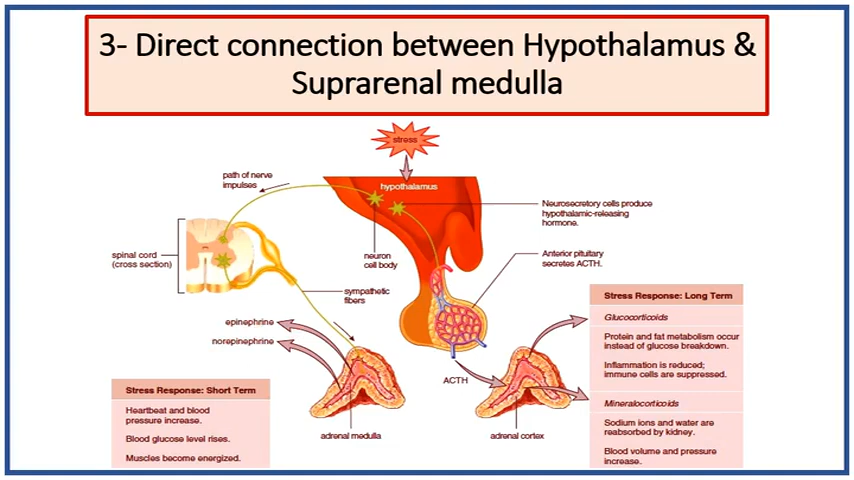 3- Direct connection between Hypothalamus &
Suprarenal medulla
stress
path of nerve
impulses
hypothalamus
Neurosecretory cells produce
hypothalamic-releasing
hormone.
neuron
cell body
spinal cord
(cross section)
Anterior pituitary
secretes ACTH.
sympathetic
fibers
epinephrine
norepinephrine
ACTH
adrenal medulla
adrenal cortex
Stress Response: Short Term
Heartbeat and blood
pressure increase.
Blood glucose level rises.
Muscles become energized.
Stress Response: Long Term
Glucocorticoids
Protein and fat metabolism occur
instead of glucose breakdown.
Inflammation is reduced;
immune cells are suppressed.
Mineralocorticoids
Sodium ions and water are
reabsorbed by kidney.
Blood volume and pressure
increase.